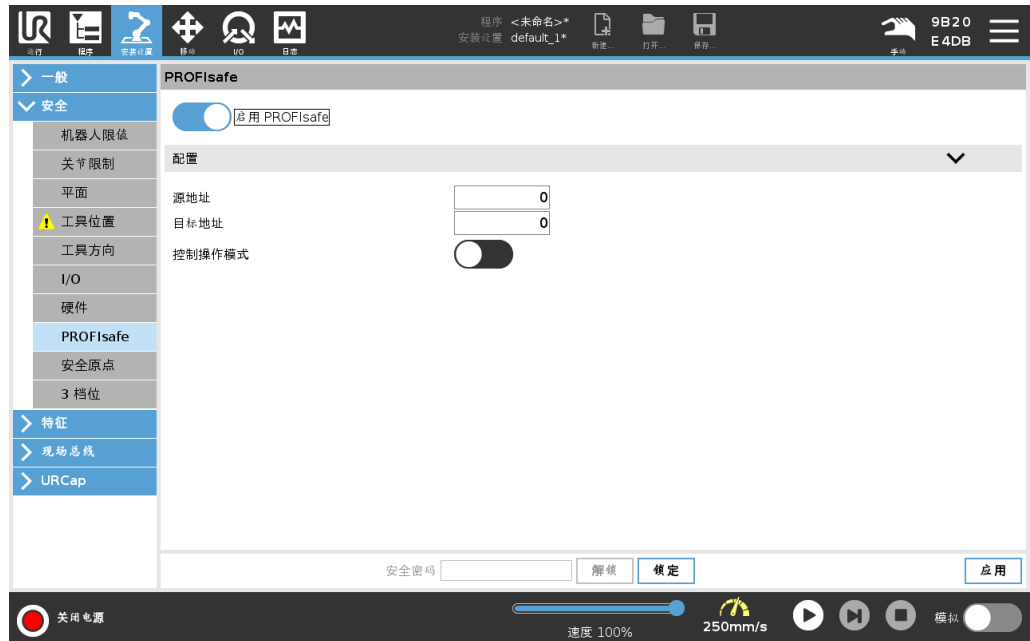 程序 <未命名>*
安装设置 default_1*
运行
程序
安装设置
移动
I/O
日志
新建...
打开...
保存...
手动
9B20
E4DB
一般
安全
机器人限值
关节限制
平面
工具位置
工具方向
I/O
硬件
PROFIsafe
安全原点
3 档位
特征
现场总线
URCap
PROFIsafe
启用 PROFIsafe
配置
源地址
0
目标地址
0
控制操作模式
安全密码
解锁
锁定
应用
关闭电源
速度 100%
250mm/s
模拟